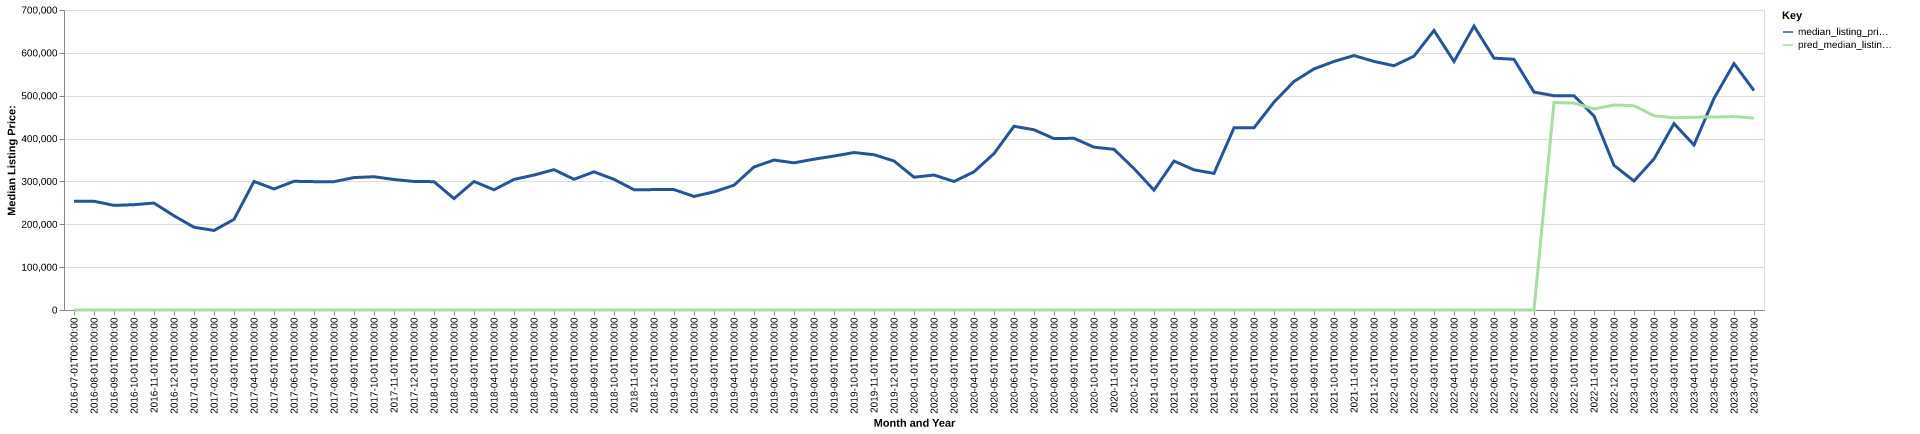 700,000
600,000
500,000
400,000
300,000
200,000
100,000
0
Median Listing Price:
2016-07-01T00:00:00
2016-08-01T00:00:00
2016-09-01T00:00:00
2016-10-01T00:00:00
2016-11-01T00:00:00
2016-12-01T00:00:00
2017-01-01T00:00:00
2017-02-01T00:00:00
2017-03-01T00:00:00
2017-04-01T00:00:00
2017-05-01T00:00:00
2017-06-01T00:00:00
2017-07-01T00:00:00
2017-08-01T00:00:00
2017-09-01T00:00:00
2017-10-01T00:00:00
2017-11-01T00:00:00
2017-12-01T00:00:00
2018-01-01T00:00:00
2018-02-01T00:00:00
2018-03-01T00:00:00
2018-04-01T00:00:00
2018-05-01T00:00:00
2018-06-01T00:00:00
2018-07-01T00:00:00
2018-08-01T00:00:00
2018-09-01T00:00:00
2018-10-01T00:00:00
2018-11-01T00:00:00
2018-12-01T00:00:00
2019-01-01T00:00:00
2019-02-01T00:00:00
2019-03-01T00:00:00
2019-04-01T00:00:00
2019-05-01T00:00:00
2019-06-01T00:00:00
2019-07-01T00:00:00
2019-08-01T00:00:00
2019-09-01T00:00:00
2019-10-01T00:00:00
2019-11-01T00:00:00
2019-12-01T00:00:00
2020-01-01T00:00:00
2020-02-01T00:00:00
2020-03-01T00:00:00
2020-04-01T00:00:00
2020-05-01T00:00:00
2020-06-01T00:00:00
2020-07-01T00:00:00
2020-08-01T00:00:00
2020-09-01T00:00:00
2020-10-01T00:00:00
2020-11-01T00:00:00
2020-12-01T00:00:00
2021-01-01T00:00:00
2021-02-01T00:00:00
2021-03-01T00:00:00
2021-04-01T00:00:00
2021-05-01T00:00:00
2021-06-01T00:00:00
2021-07-01T00:00:00
2021-08-01T00:00:00
2021-09-01T00:00:00
2021-10-01T00:00:00
2021-11-01T00:00:00
2021-12-01T00:00:00
2022-01-01T00:00:00
2022-02-01T00:00:00
2022-03-01T00:00:00
2022-04-01T00:00:00
2022-05-01T00:00:00
2022-06-01T00:00:00
2022-07-01T00:00:00
2022-08-01T00:00:00
2022-09-01T00:00:00
2022-10-01T00:00:00
2022-11-01T00:00:00
2022-12-01T00:00:00
2023-01-01T00:00:00
2023-02-01T00:00:00
2023-03-01T00:00:00
2023-04-01T00:00:00
2023-05-01T00:00:00
2023-06-01T00:00:00
2023-07-01T00:00:00
Month and Year
Key
median_listing_pri…
pred_median_listin…